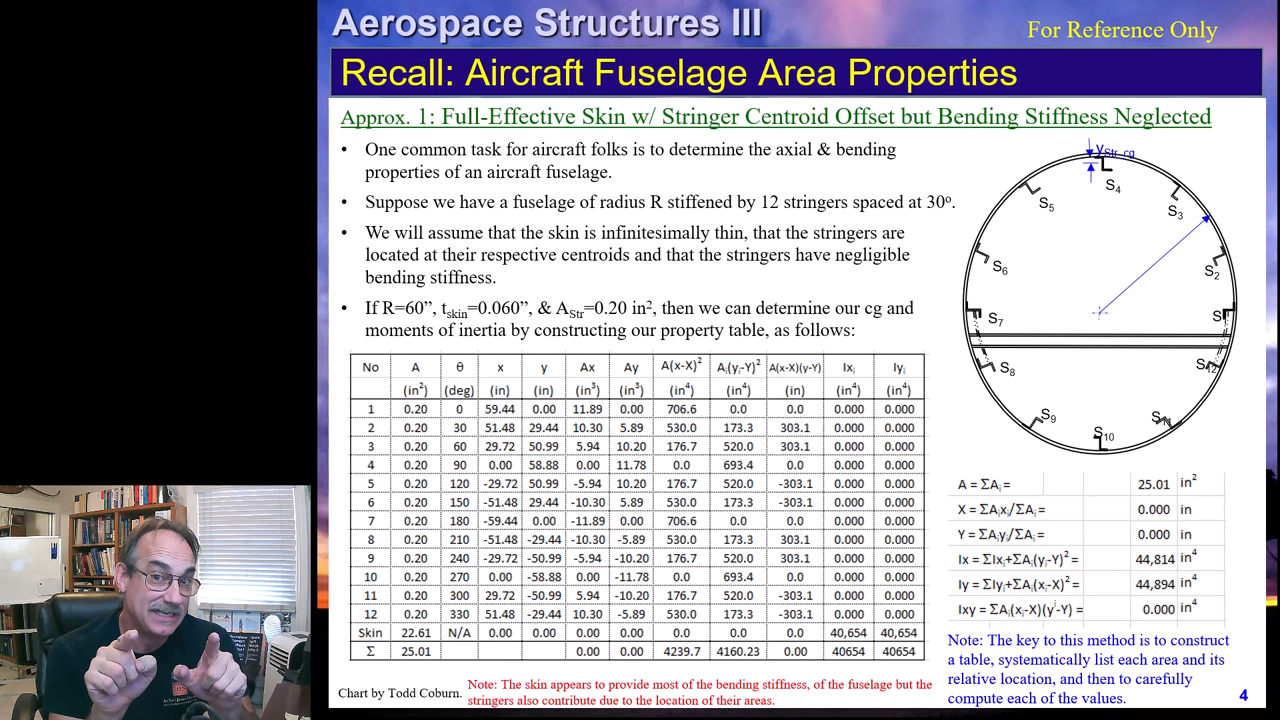 Aerospace Structures III
For Reference Only
Recall: Aircraft Fuselage Area Properties
Approx. 1: Full-Effective Skin w/ Stringer Centroid Offset but Bending Stiffness Neglected
• One common task for aircraft folks is to determine the axial & bending
properties of an aircraft fuselage.
• Suppose we have a fuselage of radius R stiffened by 12 stringers spaced at 30º.
• We will assume that the skin is infinitesimally thin, that the stringers are
located at their respective centroids and that the stringers have negligible
bending stiffness.
• If R=60”, tskin=0.060”, & AStr=0.20 in², then we can determine our cg and
moments of inertia by constructing our property table, as follows:
No A θ x y Ax Ay A(x-X)² Ai(yi-Y)² A(x-X)(y-Y) Ixi Iyi
(in²) (deg) (in) (in) (in³) (in³) (in⁴) (in⁴) (in) (in⁴) (in⁴)
1 0.20 0 59.44 0.00 11.89 0.00 706.6 0.0 0.0 0.000 0.000
2 0.20 30 51.48 29.44 10.30 5.89 530.0 173.3 303.1 0.000 0.000
3 0.20 60 29.72 50.99 5.94 10.20 176.7 520.0 303.1 0.000 0.000
4 0.20 90 0.00 58.88 0.00 11.78 0.0 693.4 0.0 0.000 0.000
5 0.20 120 -29.72 50.99 -5.94 10.20 176.7 520.0 -303.1 0.000 0.000
6 0.20 150 -51.48 29.44 -10.30 5.89 530.0 173.3 -303.1 0.000 0.000
7 0.20 180 -59.44 0.00 -11.89 0.00 706.6 0.0 0.0 0.000 0.000
8 0.20 210 -51.48 -29.44 -10.30 -5.89 530.0 173.3 303.1 0.000 0.000
9 0.20 240 -29.72 -50.99 -5.94 -10.20 176.7 520.0 303.1 0.000 0.000
10 0.20 270 0.00 -58.88 0.00 -11.78 0.0 693.4 0.0 0.000 0.000
11 0.20 300 29.72 -50.99 5.94 -10.20 176.7 520.0 -303.1 0.000 0.000
12 0.20 330 51.48 -29.44 10.30 -5.89 530.0 173.3 -303.1 0.000 0.000
Skin 22.61 N/A 0.00 0.00 0.00 0.00 0.0 0.0 0.0 40,654 40,654
Σ 25.01 0.00 0.00 4239.7 4160.23 0.00 40654 40654
Chart by Todd Coburn.
Note: The skin appears to provide most of the bending stiffness, of the fuselage but the
stringers also contribute due to the location of their areas.
yStr_cg
S4
S5
S3
S6
S2
S7
S8
S12
S9
S10
A = ΣAi = 25.01 in²
X = ΣAixi/ΣAi = 0.000 in
Y = ΣAiyi/ΣAi = 0.000 in
Ix = ΣIxi+ΣAi(yi-Y)² = 44,814 in⁴
Iy = ΣIyi+ΣAi(xi-X)² = 44,894 in⁴
Ixy = ΣAi(xi-X)(yi-Y) = in⁴
Note: The key to this method is to construct
a table, systematically list each area and its
relative location, and then to carefully
compute each of the values.
4